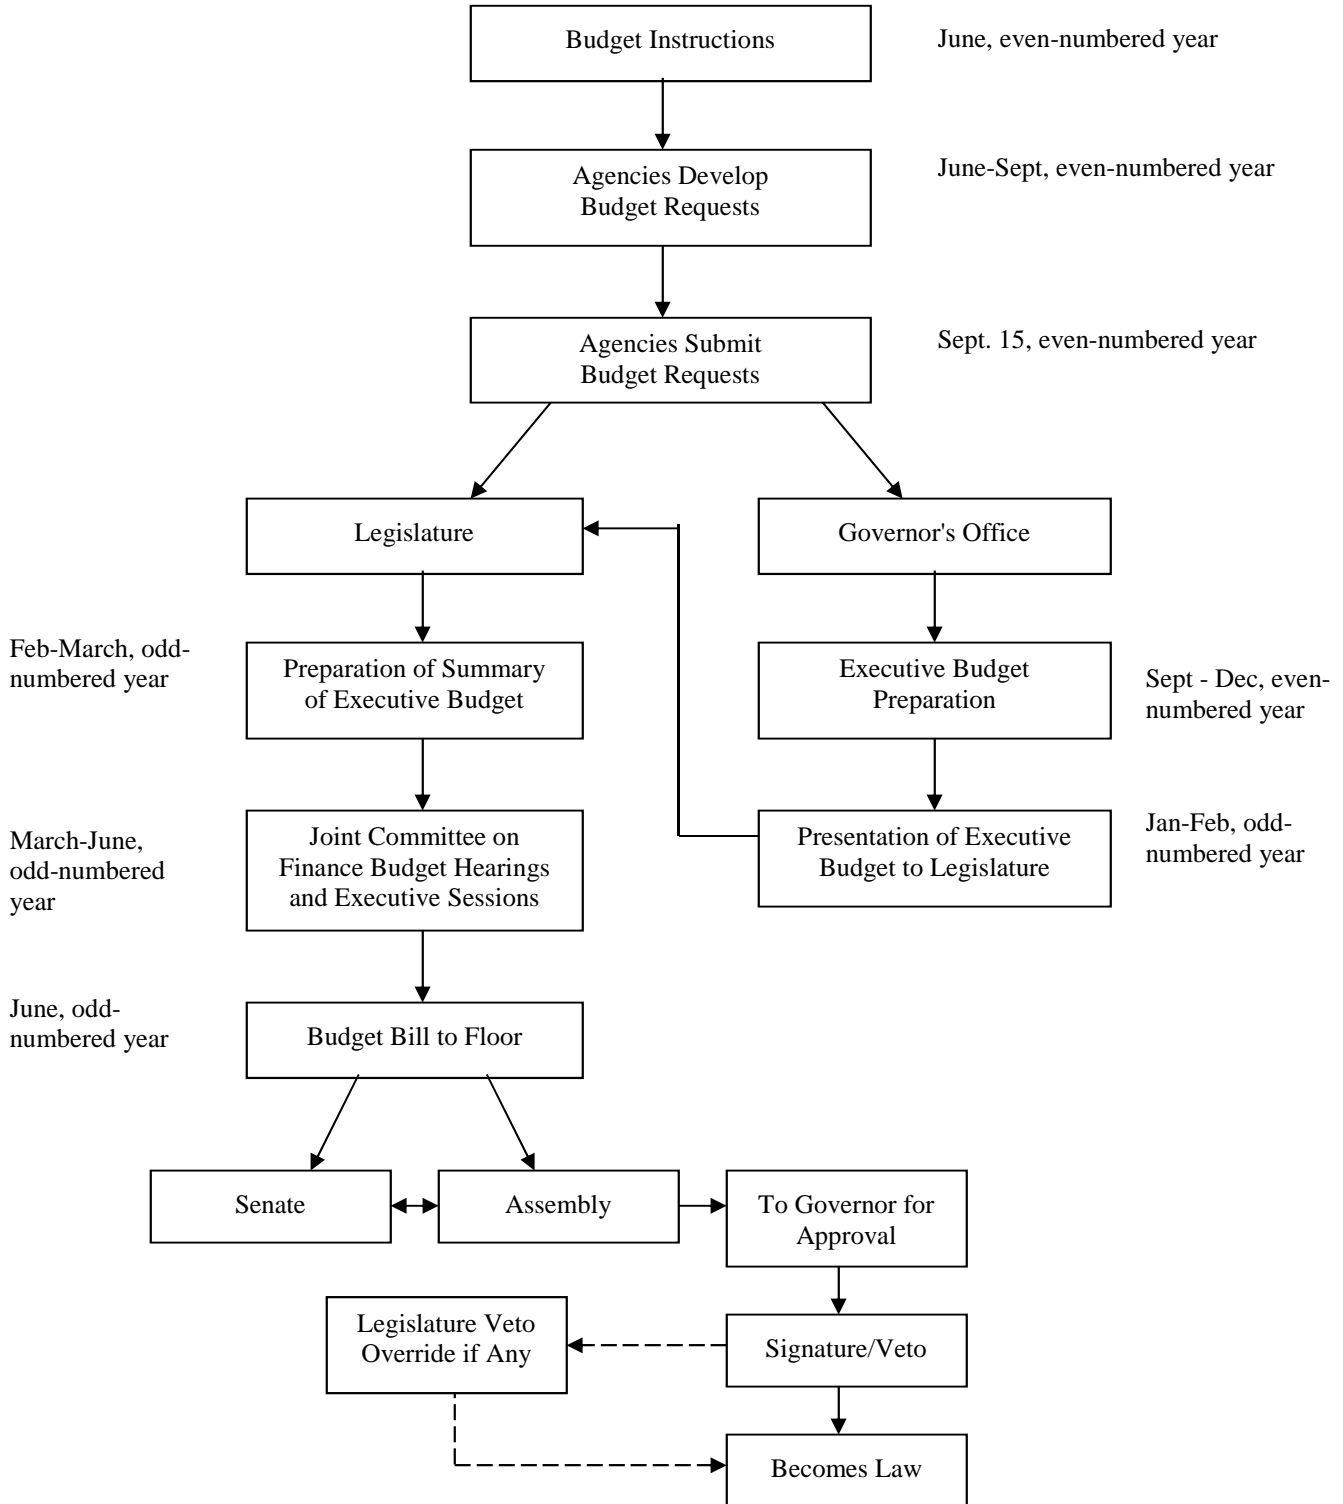 Budget Instructions
June, even-numbered year
Agencies Develop
Budget Requests
June-Sept, even-numbered year
Agencies Submit
Budget Requests
Sept. 15, even-numbered year
Legislature
Governor's Office
Feb-March, odd-
numbered year
Preparation of Summary
of Executive Budget
Executive Budget
Preparation
Sept - Dec, even-
numbered year
March-June,
odd-numbered
year
Joint Committee on
Finance Budget Hearings
and Executive Sessions
Presentation of Executive
Budget to Legislature
Jan-Feb, odd-
numbered year
June, odd-
numbered year
Budget Bill to Floor
Senate
Assembly
To Governor for
Approval
Legislature Veto
Override if Any
Signature/Veto
Becomes Law